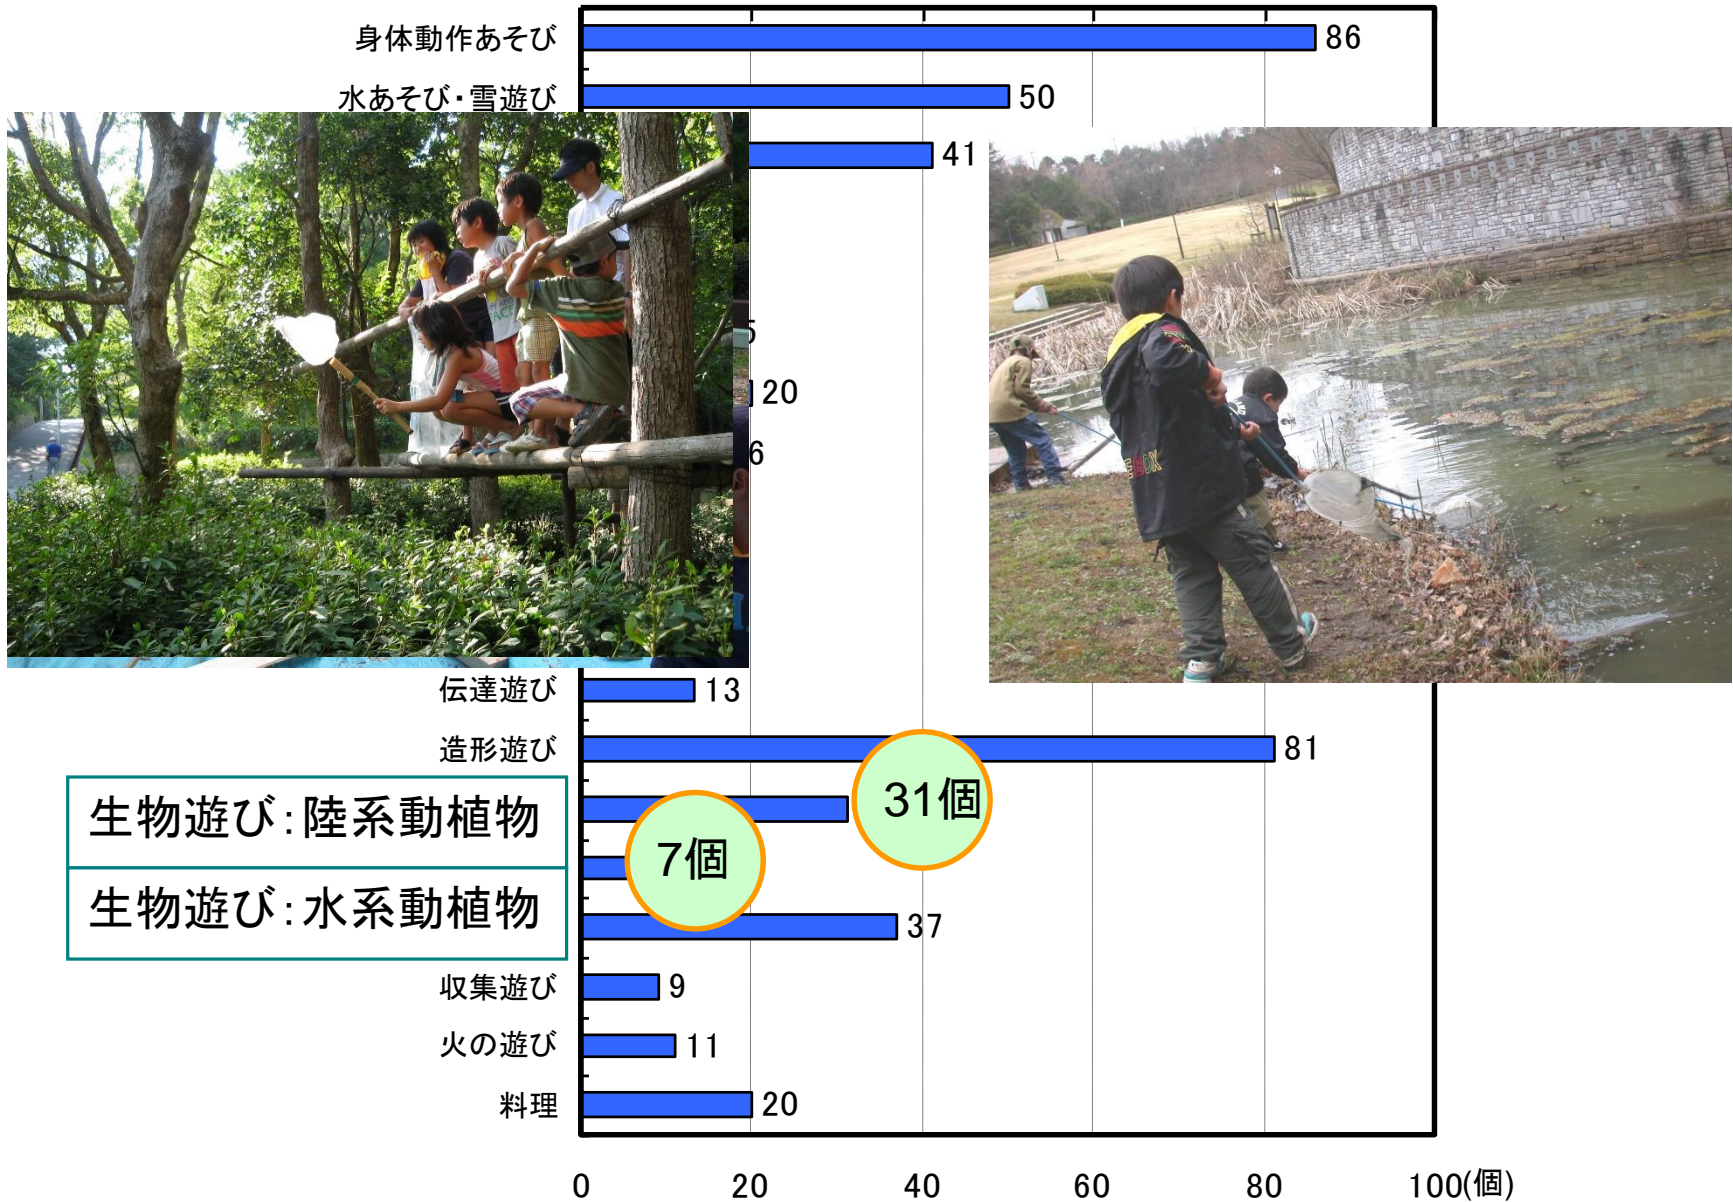 身体動作あそび 86
水あそび・雪遊び 50
41
20
6
伝達遊び 13
造形遊び 81
生物遊び:陸系動植物 31個
生物遊び:水系動植物 7個
37
収集遊び 9
火の遊び 11
料理 20
0 20 40 60 80 100(個)